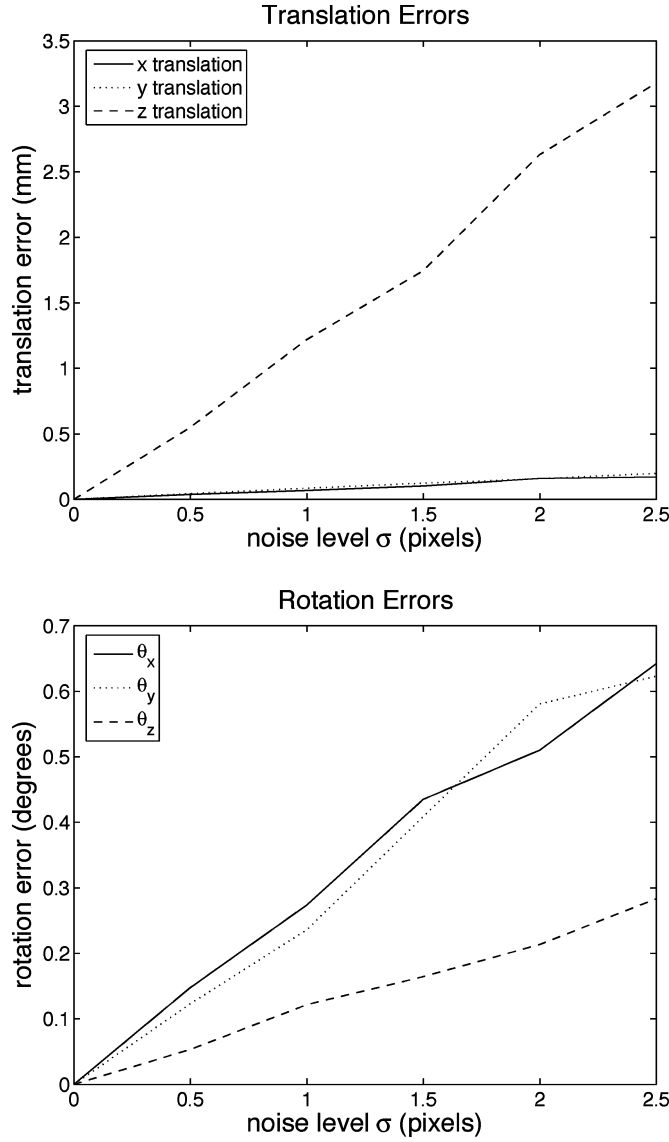 Translation Errors
3.5
3
2.5
2
1.5
1
0.5
0
translation error (mm)
x translation
y translation
z translation
0 0.5 1 1.5 2 2.5
noise level σ (pixels)
Rotation Errors
0.7
0.6
0.5
0.4
0.3
0.2
0.1
0
rotation error (degrees)
θx
θy
θz
0 0.5 1 1.5 2 2.5
noise level σ (pixels)